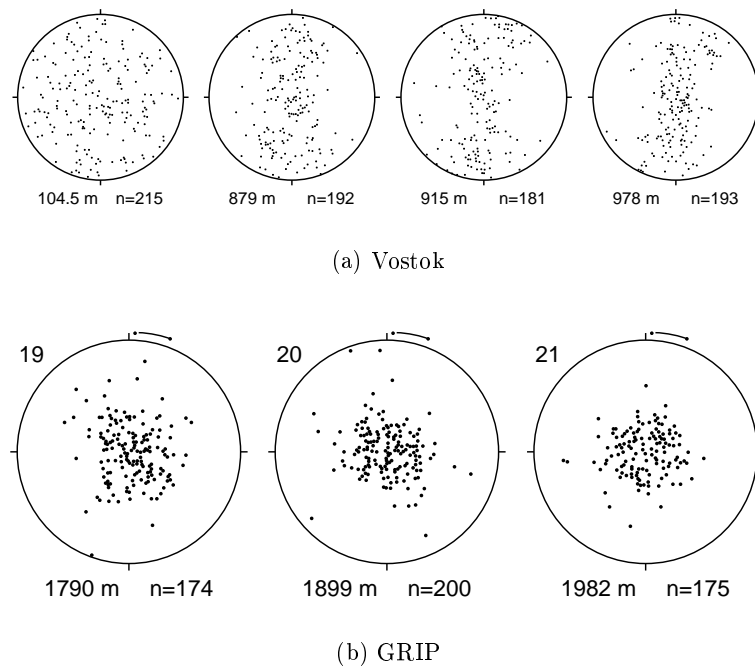 104.5 m n=215 879 m n=192 915 m n=181 978 m n=193
(a) Vostok
19 20 21
1790 m n=174 1899 m n=200 1982 m n=175
(b) GRIP